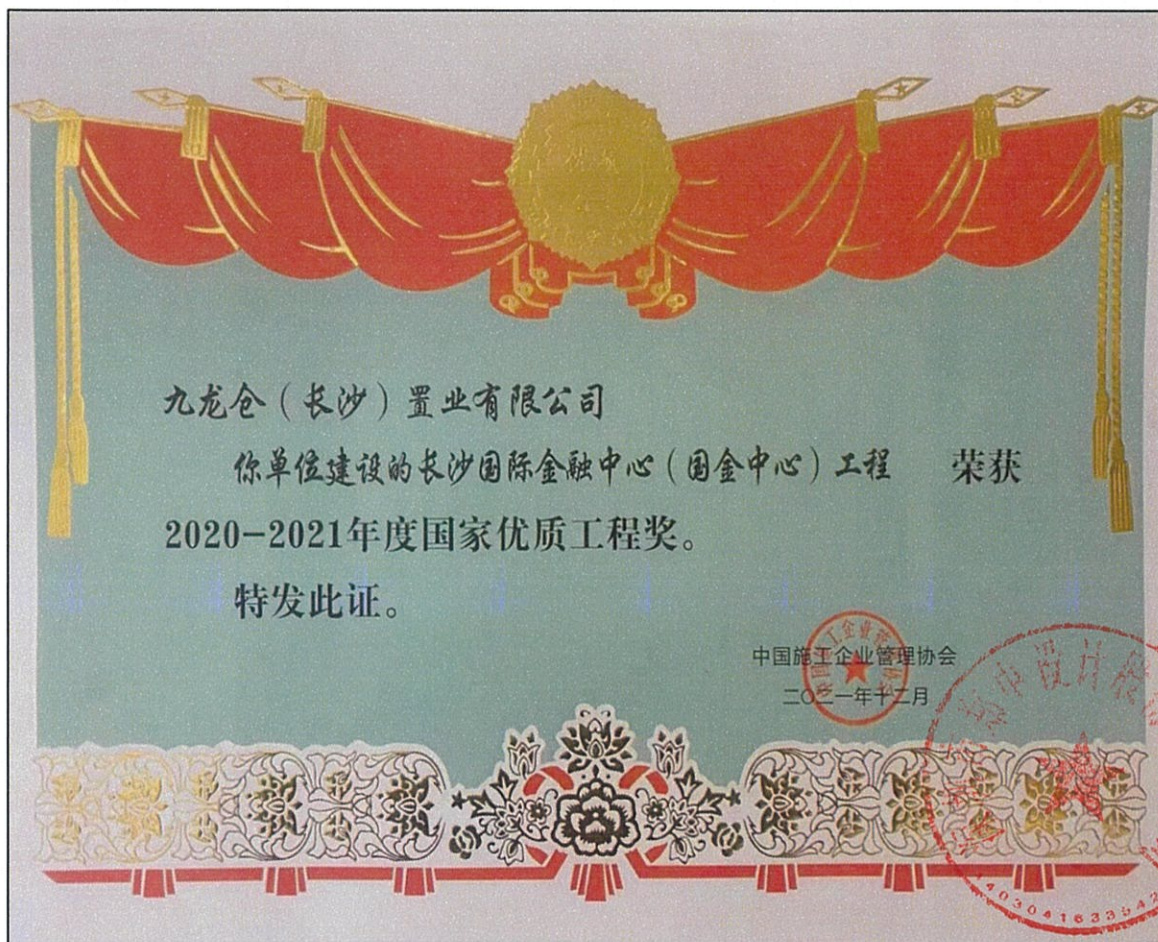 九龙仓（长沙）置业有限公司
你单位建设的长沙国际金融中心（国金中心）工程 荣获
2020-2021年度国家优质工程奖。
特发此证。
中国施工企业管理协会
二〇二一年十二月